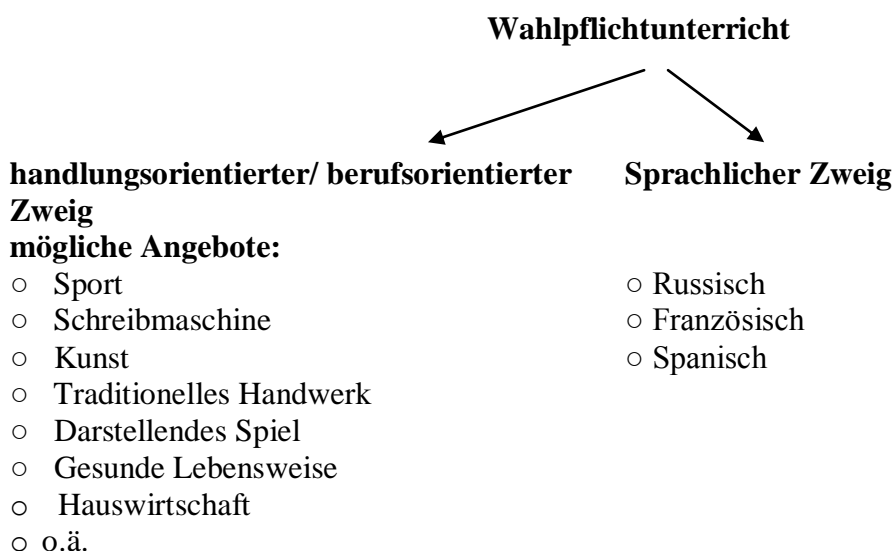 Wahlpflichtunterricht
handlungsorientierter/ berufsorientierter
Zweig
mögliche Angebote:
○ Sport
○ Schreibmaschine
○ Kunst
○ Traditionelles Handwerk
○ Darstellendes Spiel
○ Gesunde Lebensweise
○ Hauswirtschaft
○ o.ä.
Sprachlicher Zweig
○ Russisch
○ Französisch
○ Spanisch